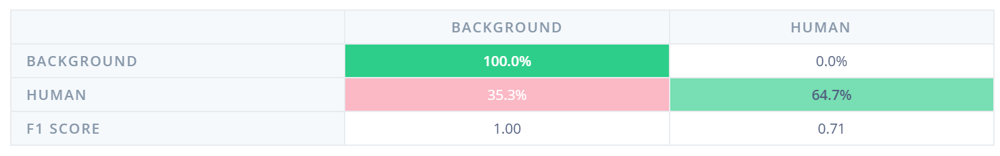 BACKGROUND HUMAN
BACKGROUND 100.0% 0.0%
HUMAN 35.3% 64.7%
F1 SCORE 1.00 0.71